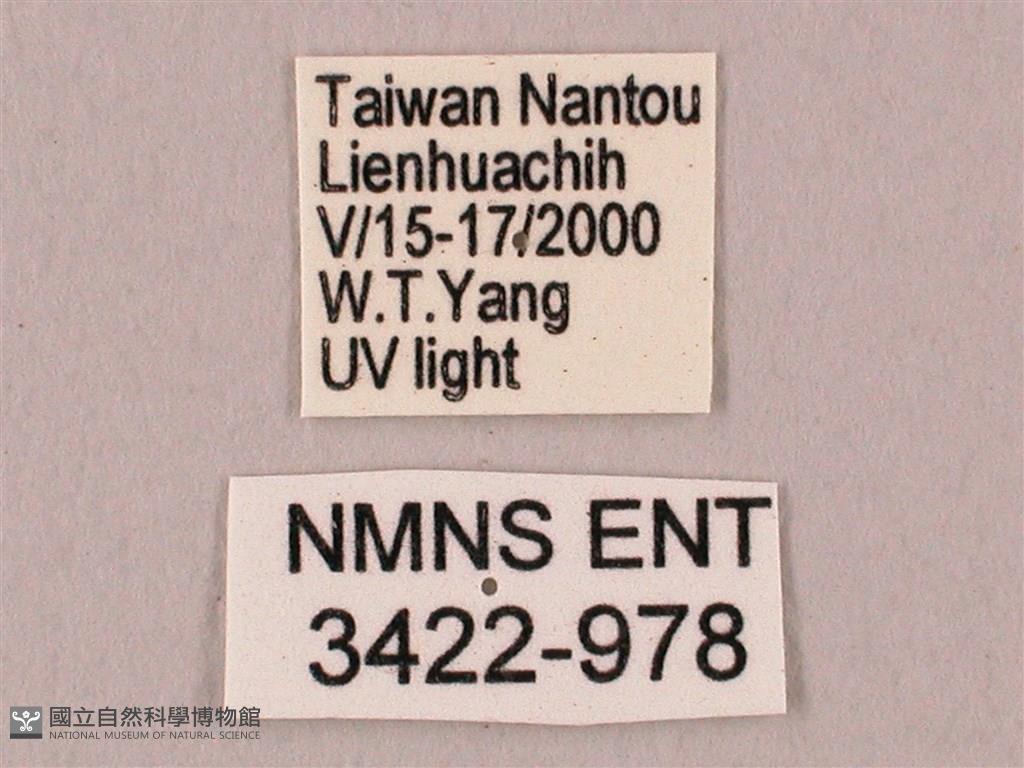 Taiwan Nantou
Lienhuachih
V/15-17/2000
W.T.Yang
UV light
NMNS ENT
3422-978
國立自然科學博物館
NATIONAL MUSEUM OF NATURAL SCIENCE